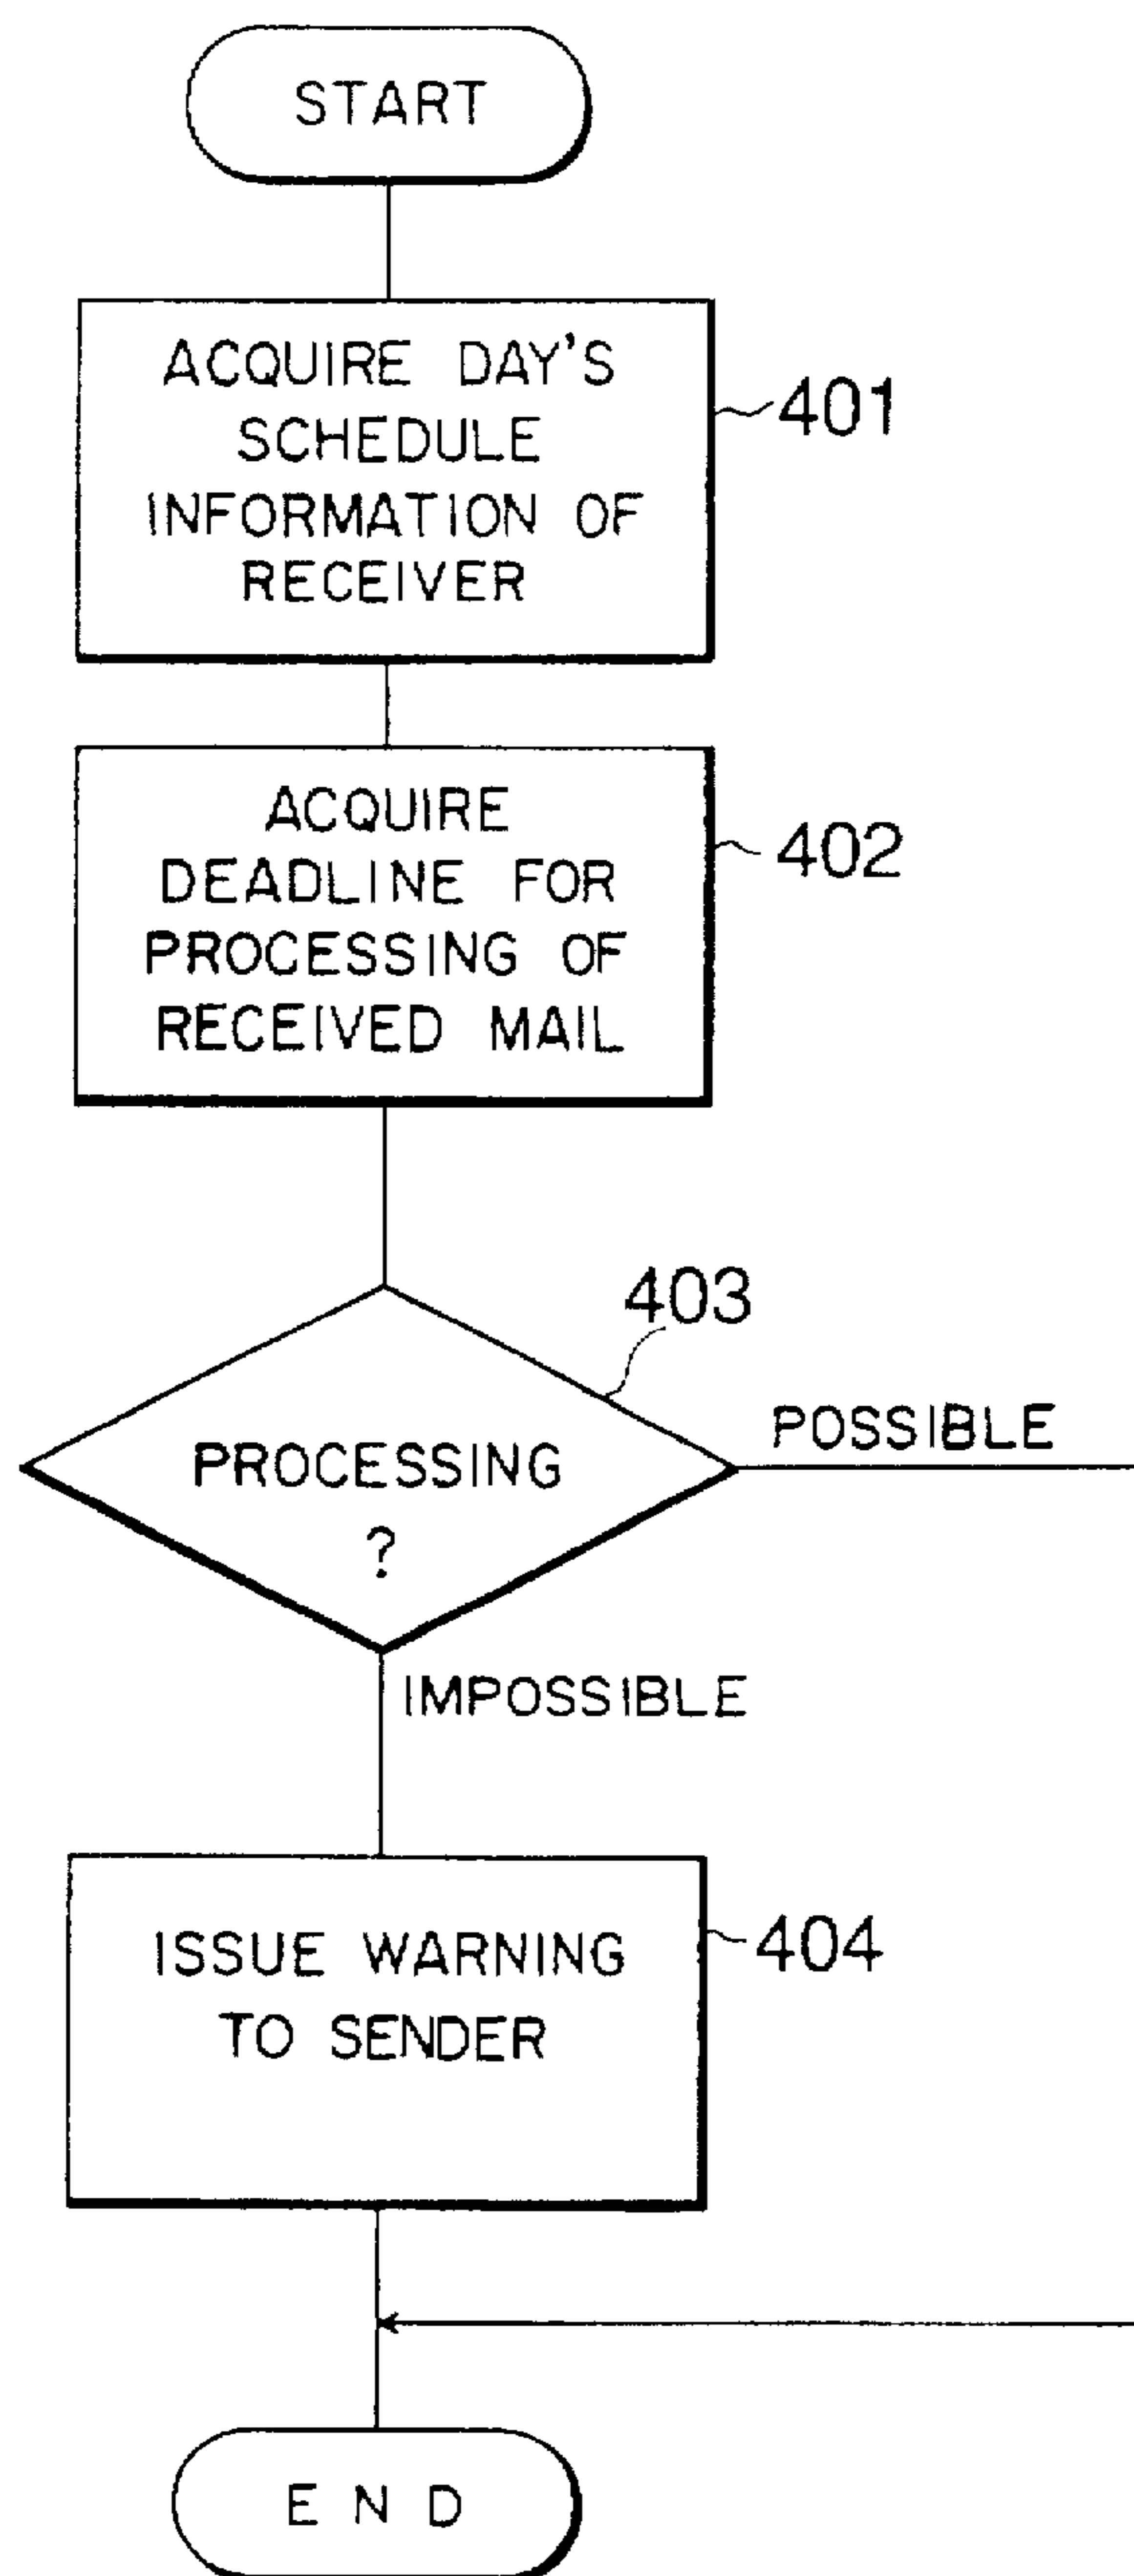 START
ACQUIRE DAY'S
SCHEDULE
INFORMATION OF
RECEIVER
401
ACQUIRE
DEADLINE FOR
PROCESSING OF
RECEIVED MAIL
402
403
PROCESSING
?
POSSIBLE
IMPOSSIBLE
ISSUE WARNING
TO SENDER
404
END